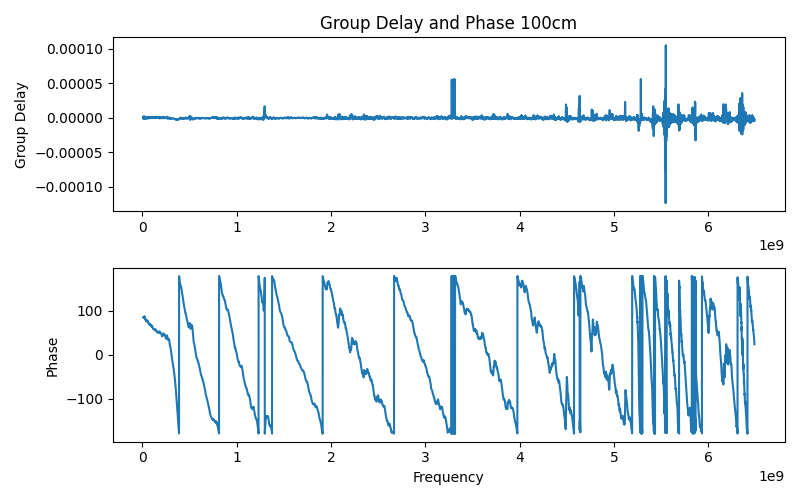 Group Delay and Phase 100cm
Group Delay
0.00010
0.00005
0.00000
−0.00005
−0.00010
0 1 2 3 4 5 6
1e9
Phase
100
0
−100
0 1 2 3 4 5 6
1e9
Frequency